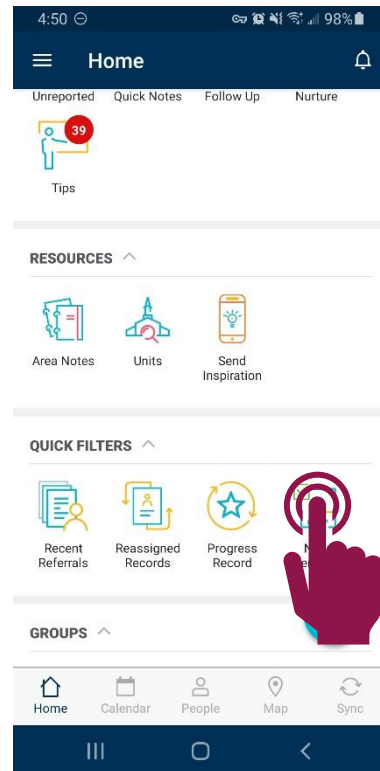 4:50
98%
Home
Unreported Quick Notes Follow Up Nurture
39
Tips
RESOURCES
Area Notes Units Send
Inspiration
QUICK FILTERS
Recent Reassigned Progress
Referrals Records Record
GROUPS
Home Calendar People Map Sync